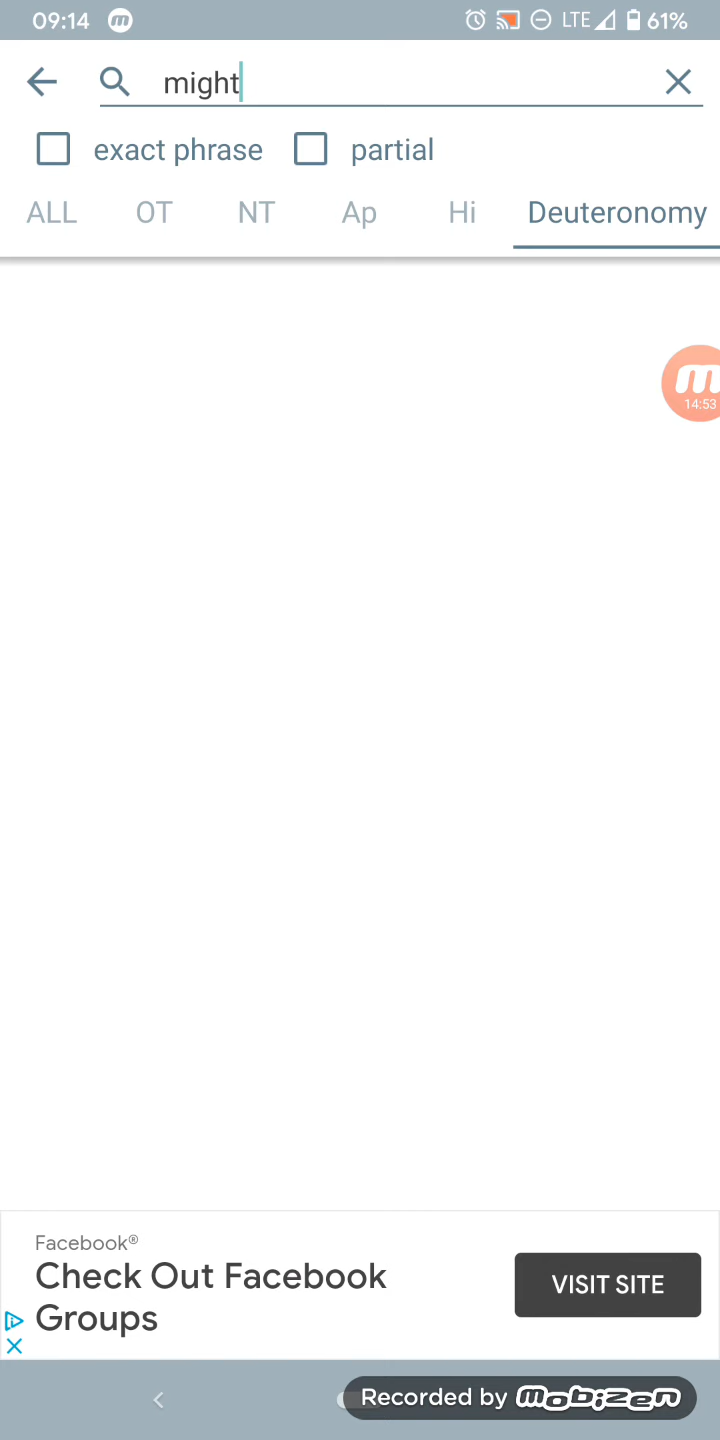 09:14 m LTE 61%
might
exact phrase partial
ALL OT NT Ap Hi Deuteronomy
m
14:53
Facebook®
Check Out Facebook
Groups
VISIT SITE
Recorded by mobizen